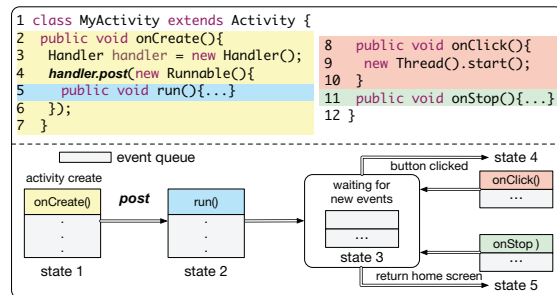 1 class MyActivity extends Activity {
2 public void onCreate(){
3 Handler handler = new Handler();
4 handler.post(new Runnable(){
5 public void run(){...}
6 });
7 }
8 public void onClick(){
9 new Thread().start();
10 }
11 public void onStop(){...}
12 }
event queue
activity create
onCreate()
.
.
.
state 1
post
run()
.
.
.
state 2
waiting for
new events
...
state 3
button clicked
state 4
onClick()
...
onStop )
...
return home screen
state 5